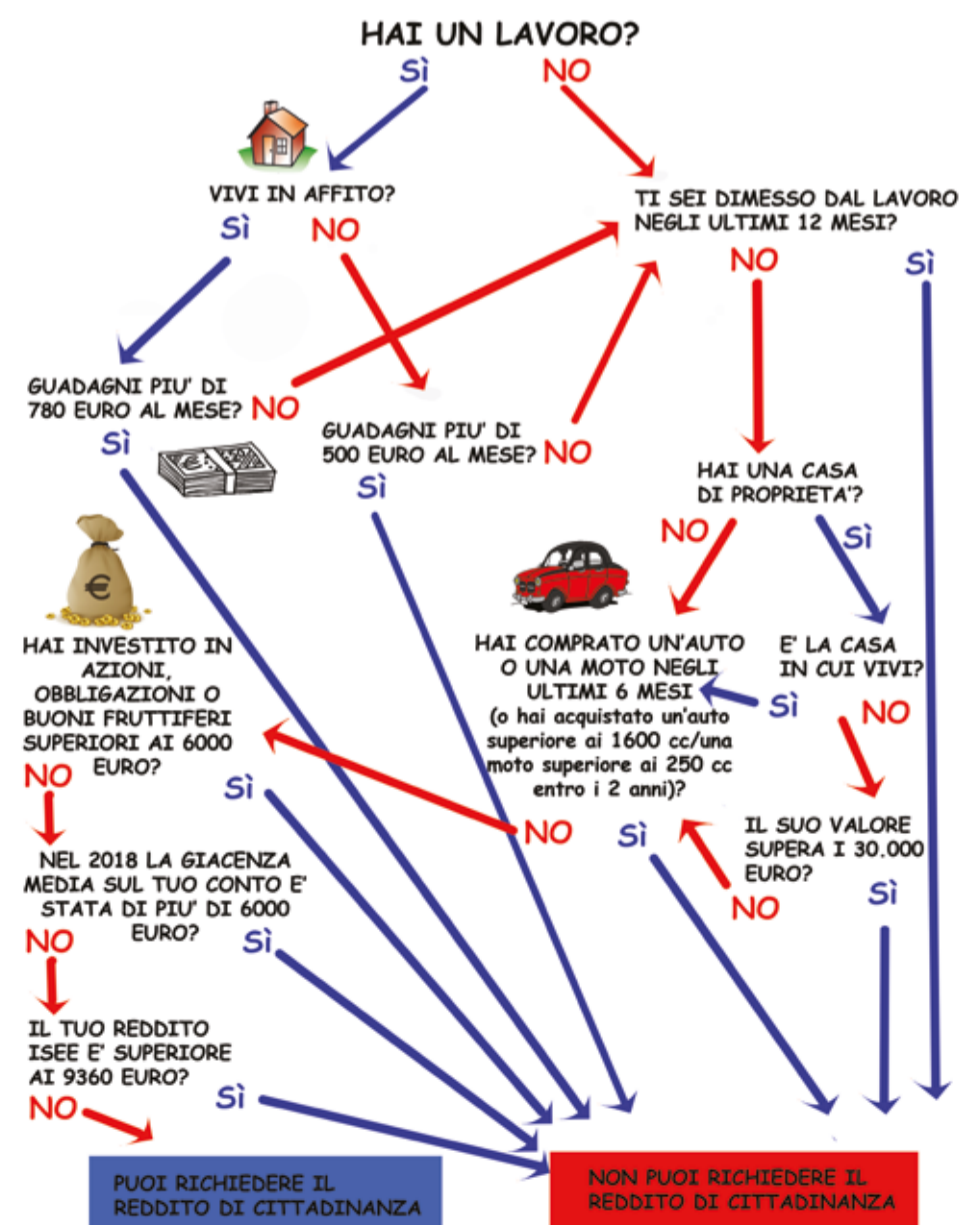 HAI UN LAVORO?
Sì
NO
VIVI IN AFFITO?
Sì
NO
TI SEI DIMESSO DAL LAVORO
NEGLI ULTIMI 12 MESI?
NO
Sì
GUADAGNI PIU' DI
780 EURO AL MESE?
NO
Sì
GUADAGNI PIU' DI
500 EURO AL MESE?
NO
Sì
HAI UNA CASA
DI PROPRIETA'?
NO
Sì
€
HAI INVESTITO IN
AZIONI,
OBBLIGAZIONI O
BUONI FRUTTIFERI
SUPERIORI AI 6000
EURO?
NO
Sì
HAI COMPRATO UN'AUTO
O UNA MOTO NEGLI
ULTIMI 6 MESI
(o hai acquistato un'auto
superiore ai 1600 cc/una
moto superiore ai 250 cc
entro i 2 anni)?
NO
Sì
E' LA CASA
IN CUI VIVI?
Sì
NO
IL SUO VALORE
SUPERA I 30.000
EURO?
NO
Sì
NEL 2018 LA GIACENZA
MEDIA SUL TUO CONTO E'
STATA DI PIU' DI 6000
EURO?
NO
Sì
IL TUO REDDITO
ISEE E' SUPERIORE
AI 9360 EURO?
NO
Sì
PUOI RICHIEDERE IL
REDDITO DI CITTADINANZA
NON PUOI RICHIEDERE IL
REDDITO DI CITTADINANZA